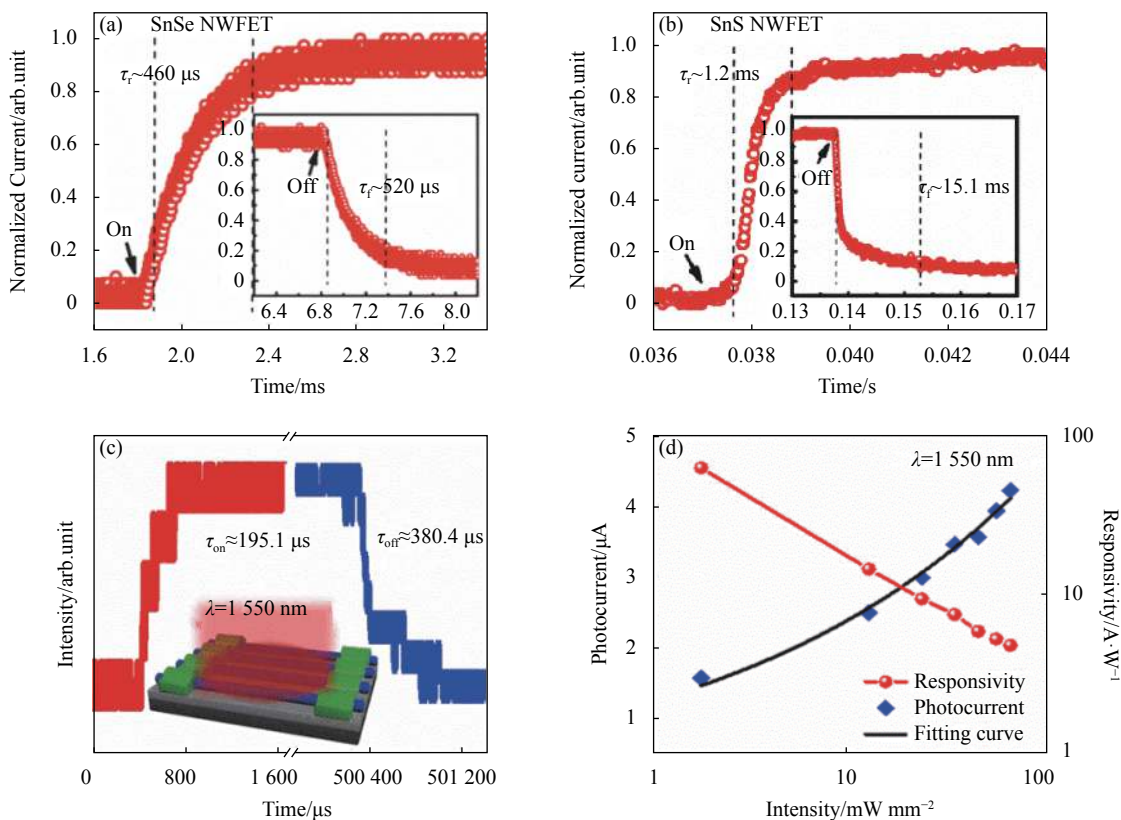 (a) SnSe NWFET
1.0
0.8
0.6
0.4
0.2
0
Normalized Current/arb.unit
τr~460 μs
On
1.0
0.8
0.6
0.4
0.2
0
Off
τf~520 μs
6.4 6.8 7.2 7.6 8.0
1.6 2.0 2.4 2.8 3.2
Time/ms
(b) SnS NWFET
1.0
0.8
0.6
0.4
0.2
0
Normalized current/arb.unit
τr~1.2 ms
On
1.0
0.8
0.6
0.4
0.2
0
Off
τf~15.1 ms
0.13 0.14 0.15 0.16 0.17
0.036 0.038 0.040 0.042 0.044
Time/s
(c)
Intensity/arb.unit
τon≈195.1 μs
τoff≈380.4 μs
λ=1 550 nm
0 800 1 600 500 400 501 200
Time/μs
(d)
λ=1 550 nm
5
4
3
2
1
Photocurrent/μA
100
10
1
Responsivity/A·W−1
Responsivity
Photocurrent
Fitting curve
1 10 100
Intensity/mW mm−2